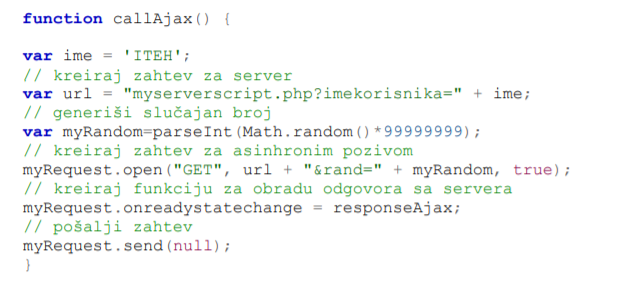 function callAjax() {
var ime = 'ITEH';
// kreiraj zahtev za server
var url = "myserverscript.php?imekorisnika=" + ime;
// generiši slučajan broj
var myRandom=parseInt(Math.random()*99999999);
// kreiraj zahtev za asinhronim pozivom
myRequest.open("GET", url + "&rand=" + myRandom, true);
// kreiraj funkciju za obradu odgovora sa servera
myRequest.onreadystatechange = responseAjax;
// pošalji zahtev
myRequest.send(null);
}